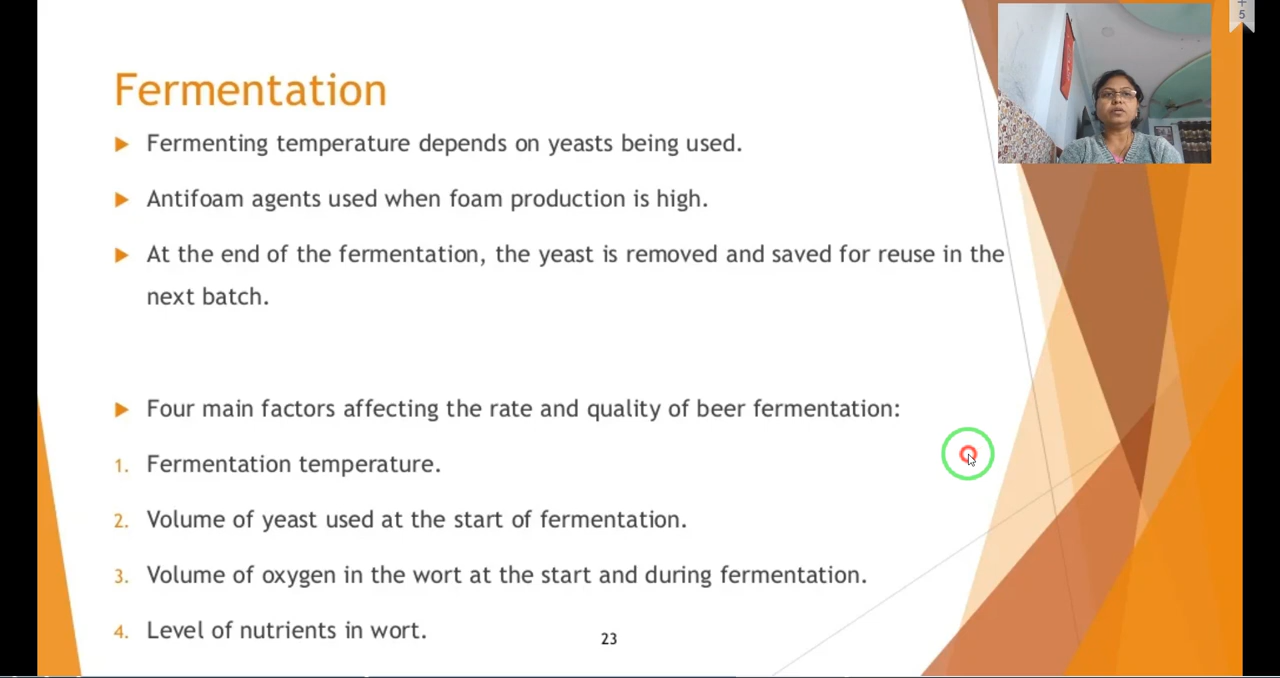 +
5
Fermentation
Fermenting temperature depends on yeasts being used.
Antifoam agents used when foam production is high.
At the end of the fermentation, the yeast is removed and saved for reuse in the
next batch.
Four main factors affecting the rate and quality of beer fermentation:
1. Fermentation temperature.
2. Volume of yeast used at the start of fermentation.
3. Volume of oxygen in the wort at the start and during fermentation.
4. Level of nutrients in wort.
23